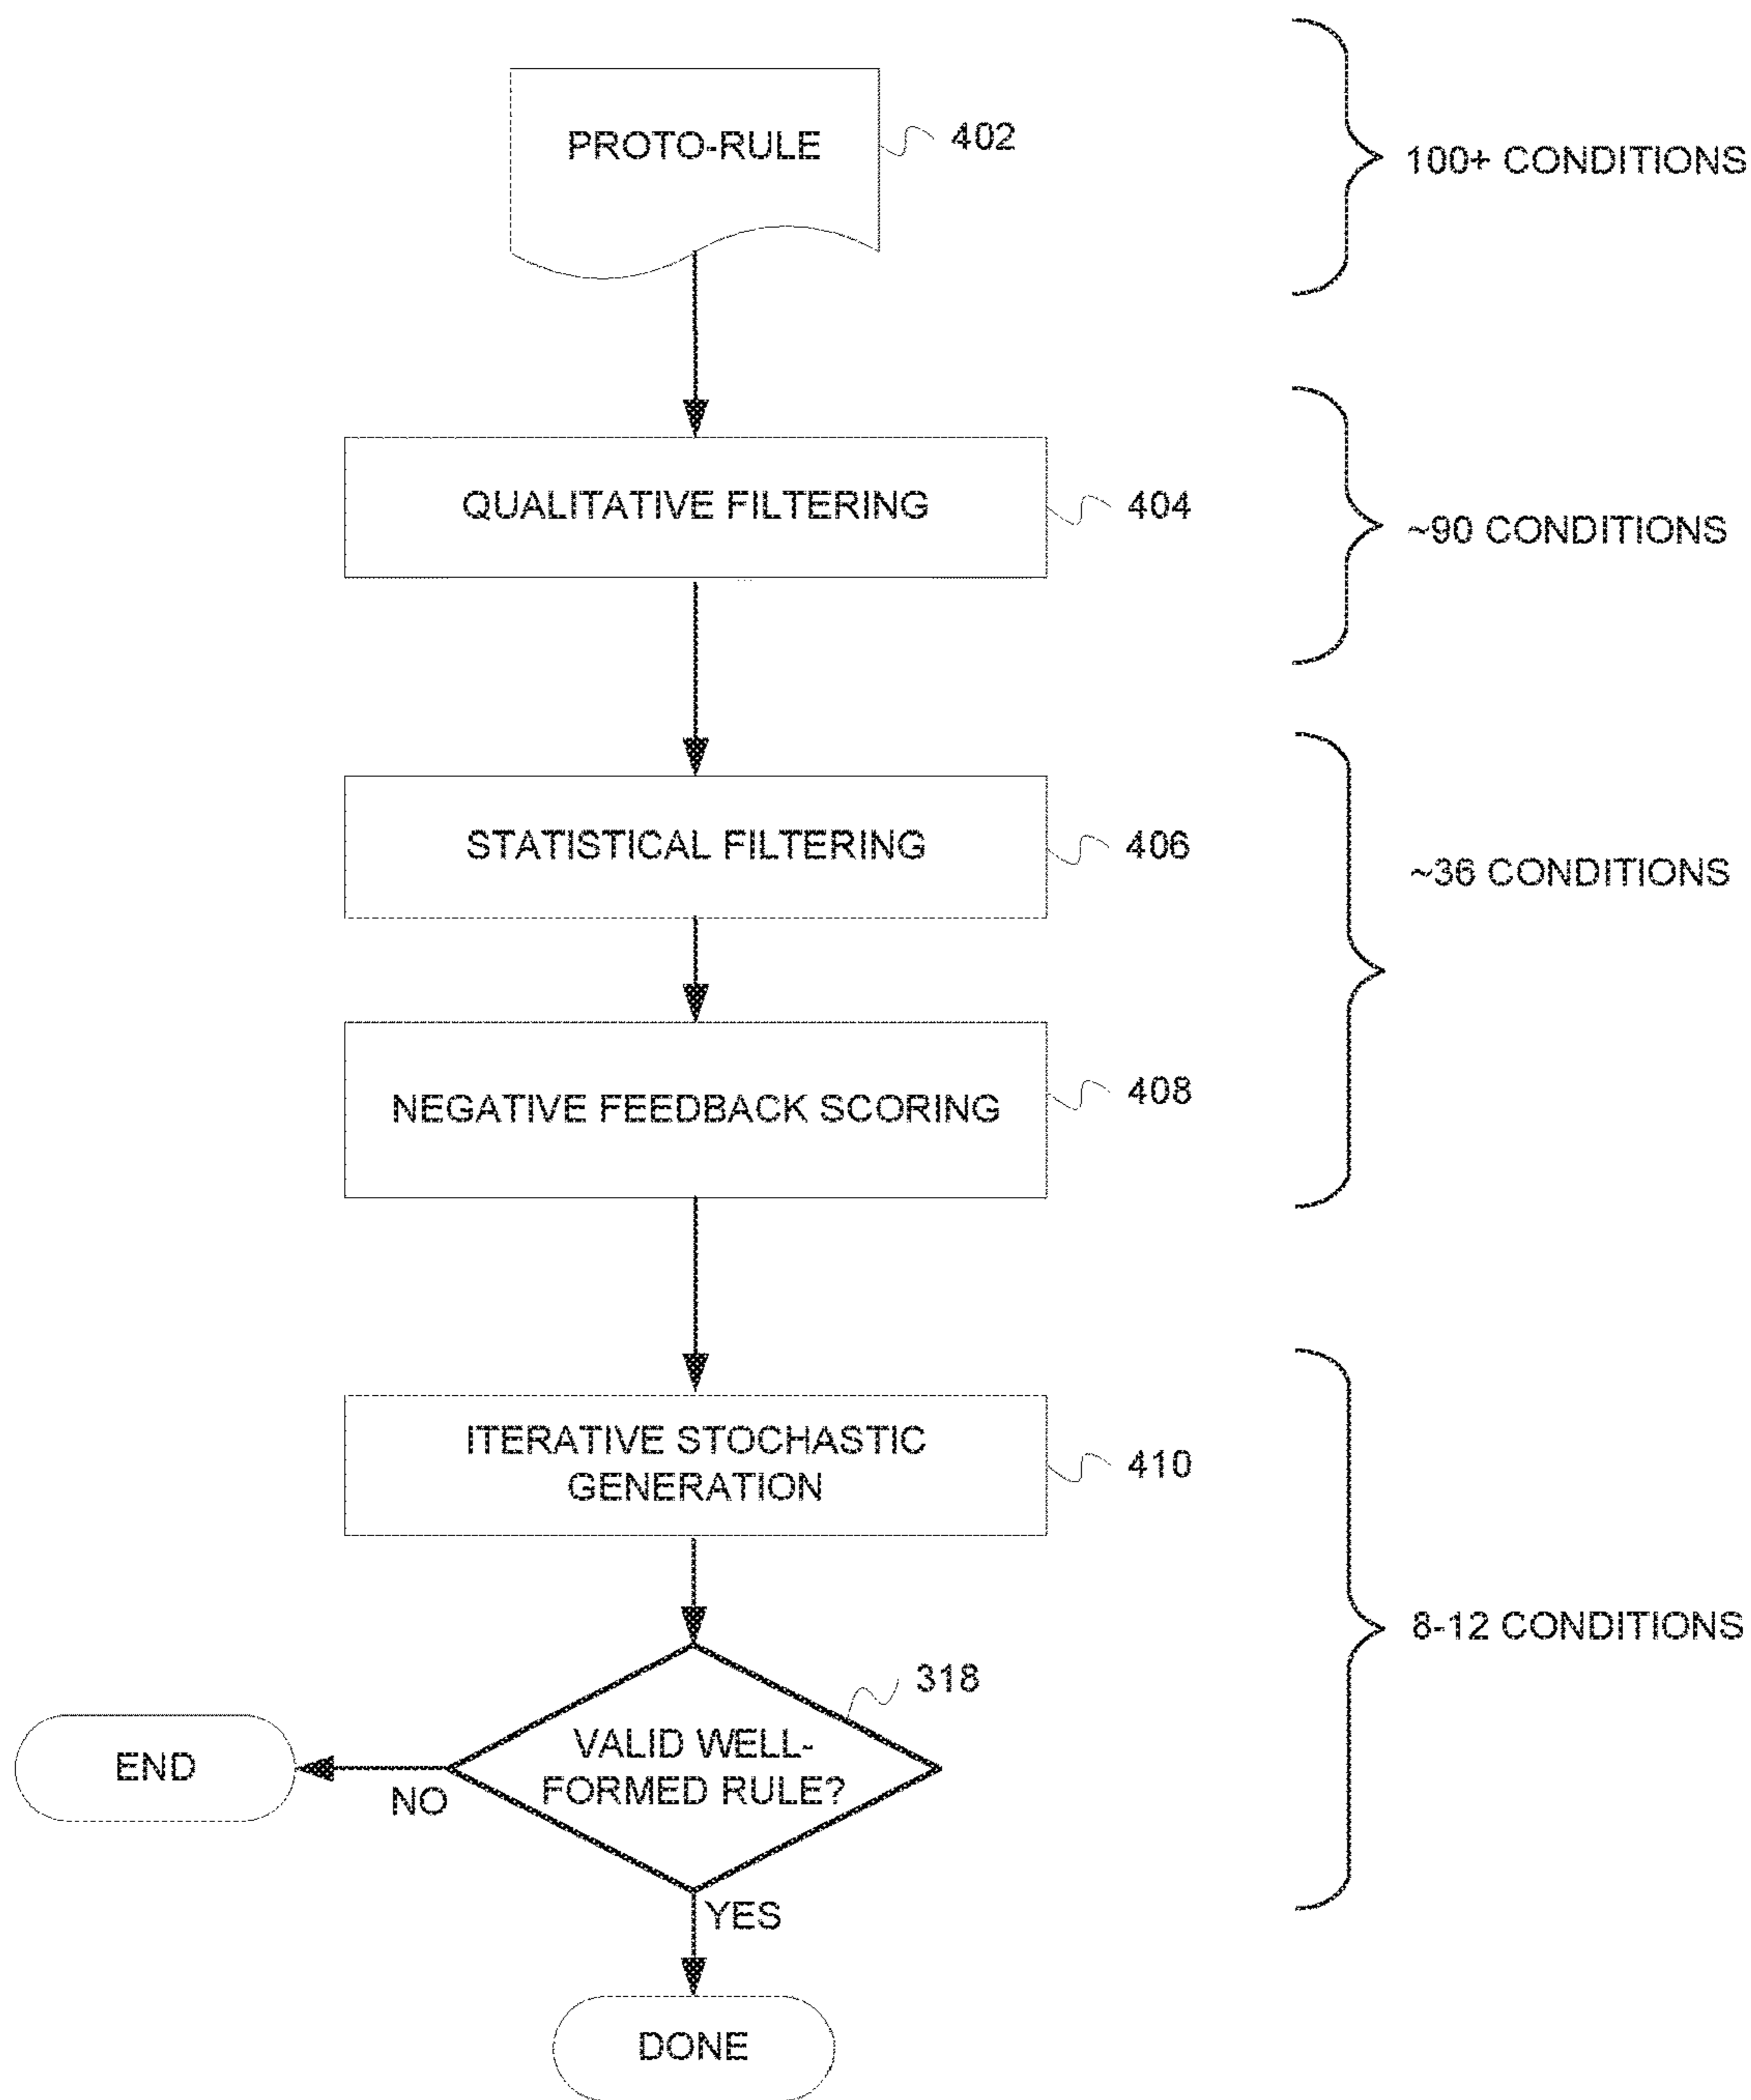 PROTO-RULE
402
100+ CONDITIONS
QUALITATIVE FILTERING
404
~90 CONDITIONS
STATISTICAL FILTERING
406
~36 CONDITIONS
NEGATIVE FEEDBACK SCORING
408
ITERATIVE STOCHASTIC
GENERATION
410
8-12 CONDITIONS
318
VALID WELL-
FORMED RULE?
END
NO
YES
DONE